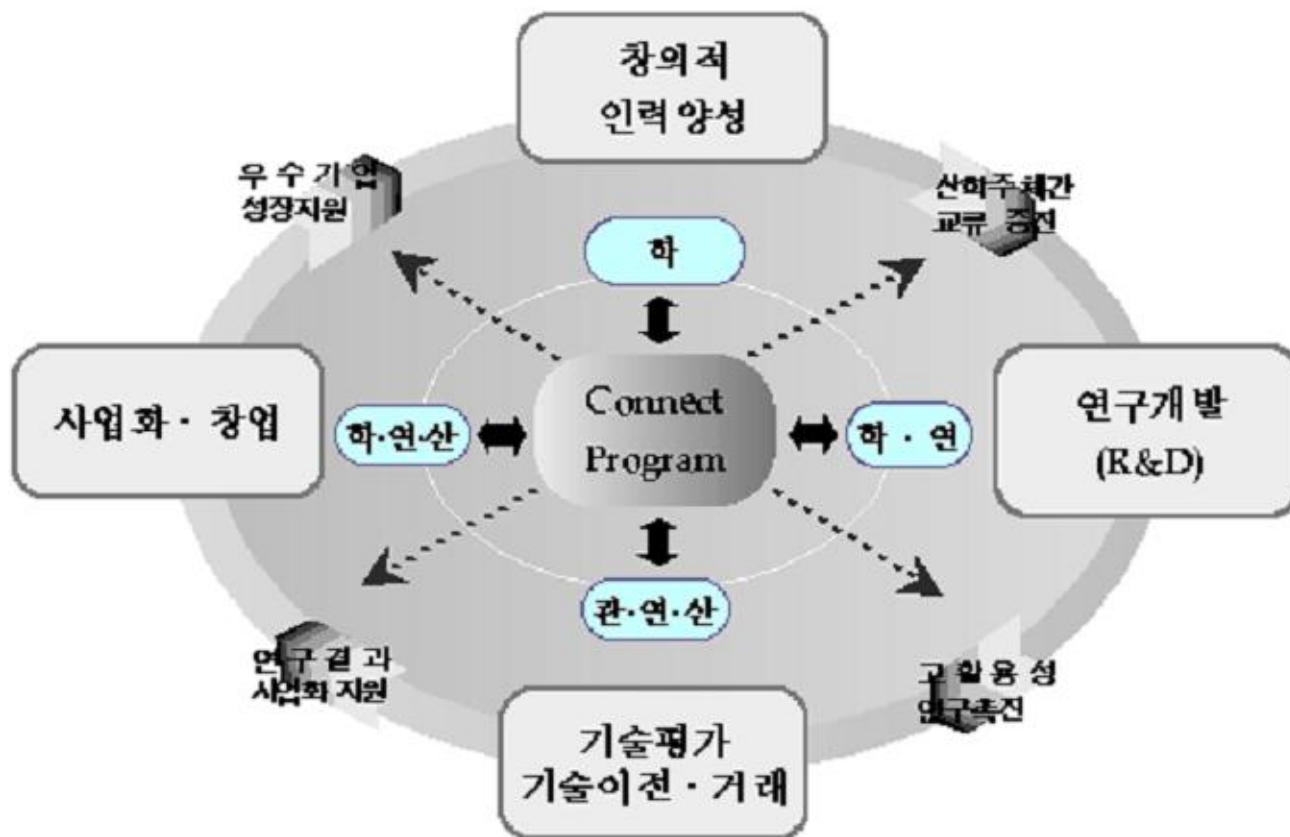 창의적
인력양성
우수기업
성장지원
산학주체간
교류 증진
학
사업화 · 창업
학·연·산
Connect
Program
학 · 연
연구개발
(R&D)
관·연·산
연구결과
사업화 지원
고활용성
연구촉진
기술평가
기술이전 · 거래